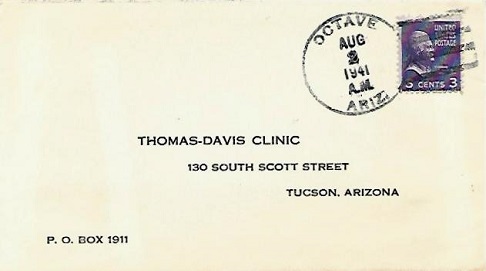 OCTAVE
AUG
2
1941
A.M.
ARIZ.
UNITED
STATES
POSTAGE
3 CENTS 3
THOMAS-DAVIS CLINIC
130 SOUTH SCOTT STREET
TUCSON, ARIZONA
P. O. BOX 1911